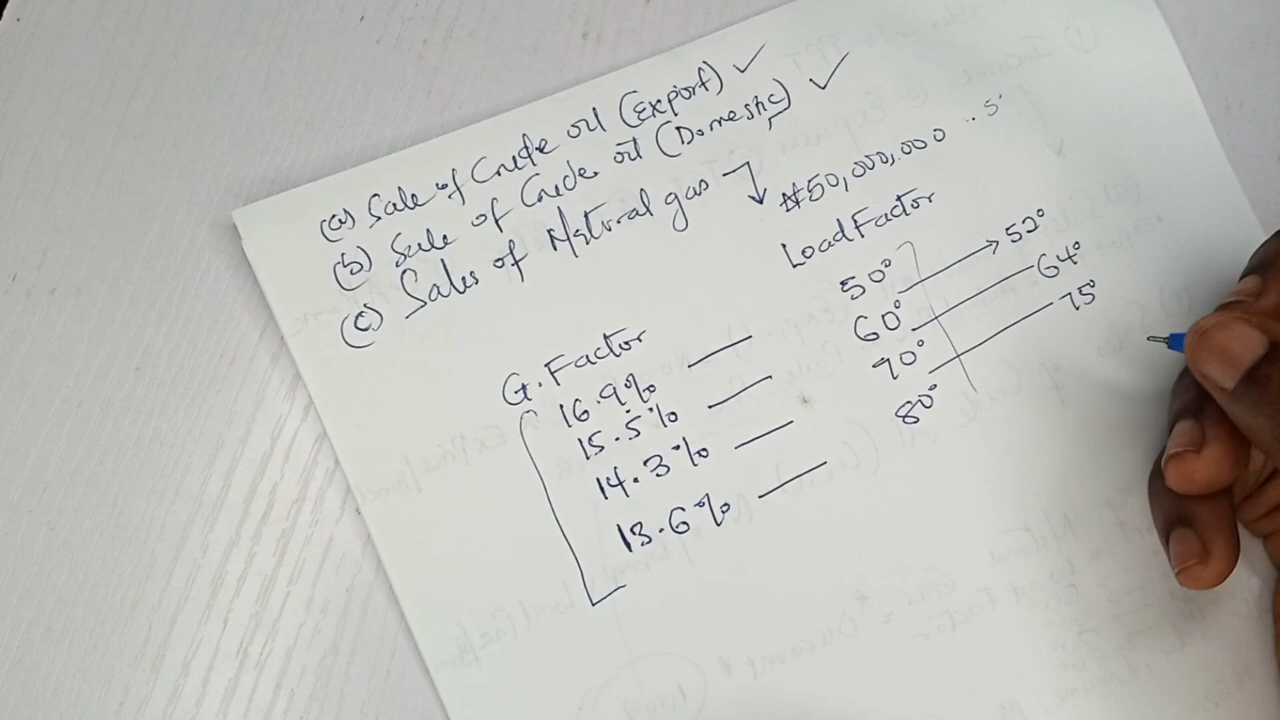 (a) Sale of Crude oil (Export) ✓
(b) Sale of Crude oil (Domestic) ✓
(c) Sales of Natural gas
₦50,000,000 .. 5'
Load Factor
50° → 52°
60° 64°
70° 75°
80°
G. Factor
16.9% —
15.5% —
14.3% —
13.6% —